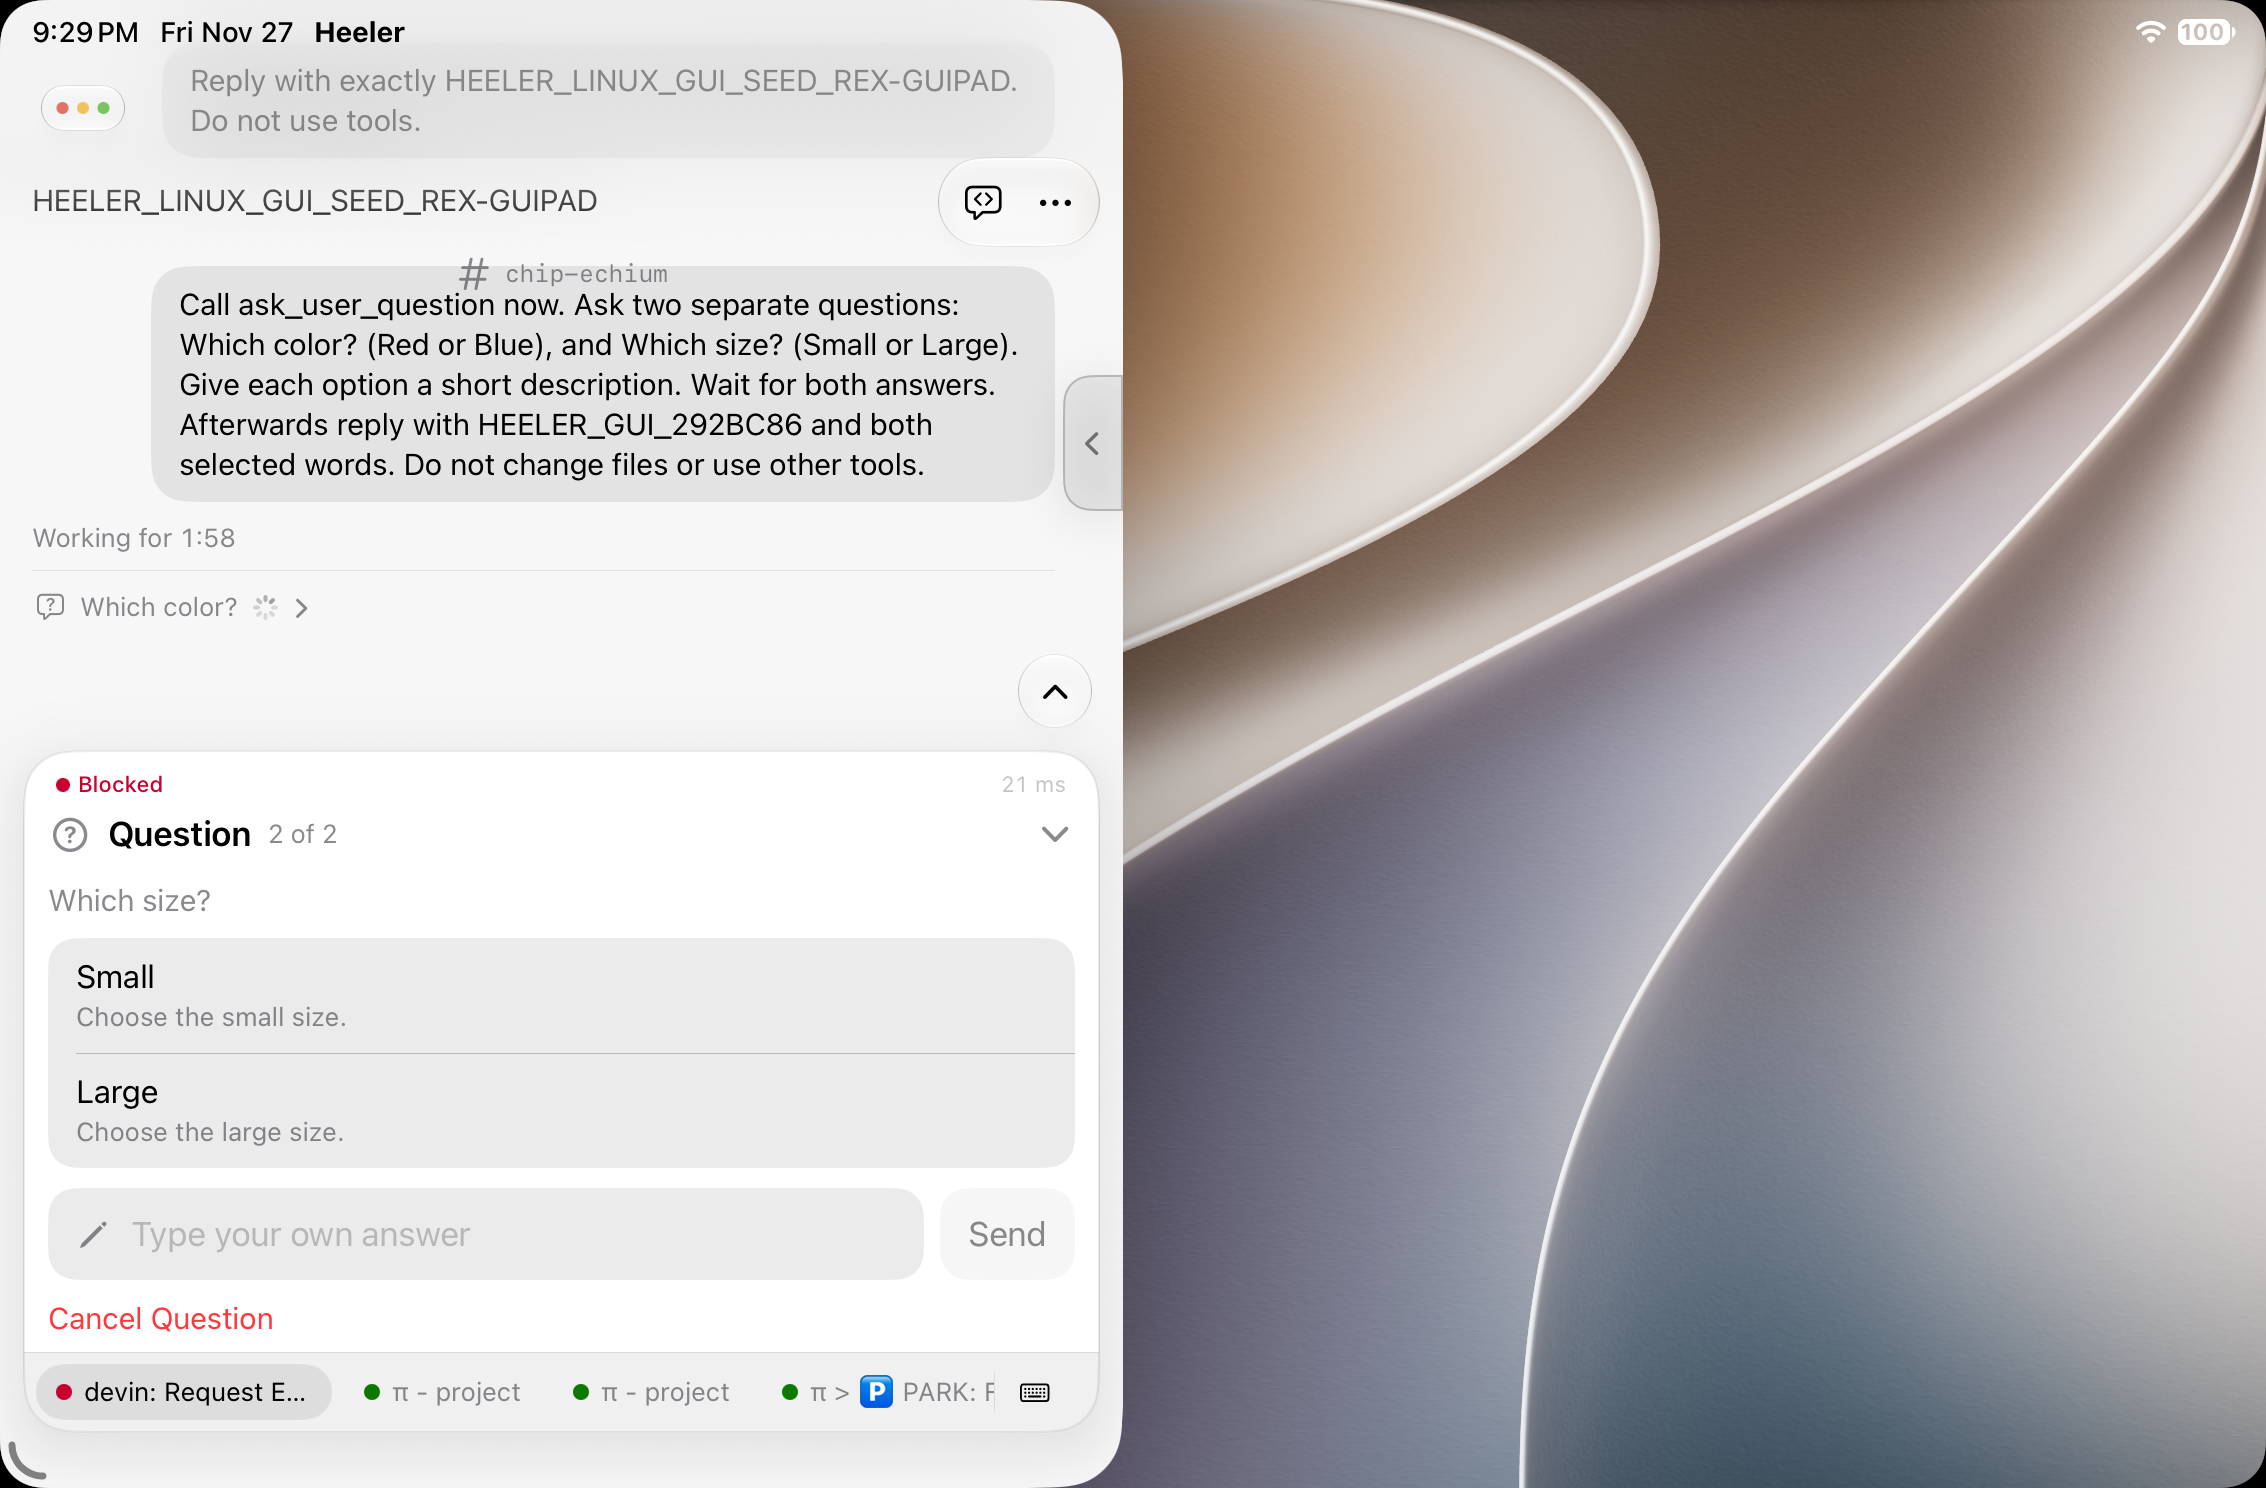 9:29 PM Fri Nov 27 Heeler
100
Reply with exactly HEELER_LINUX_GUI_SEED_REX-GUIPAD.
Do not use tools.
HEELER_LINUX_GUI_SEED_REX-GUIPAD
# chip-echium
Call ask_user_question now. Ask two separate questions:
Which color? (Red or Blue), and Which size? (Small or Large).
Give each option a short description. Wait for both answers.
Afterwards reply with HEELER_GUI_292BC86 and both
selected words. Do not change files or use other tools.
Working for 1:58
Which color?
Blocked
21 ms
Question 2 of 2
Which size?
Small
Choose the small size.
Large
Choose the large size.
Type your own answer
Send
Cancel Question
devin: Request E...
π - project
π - project
π > P PARK: